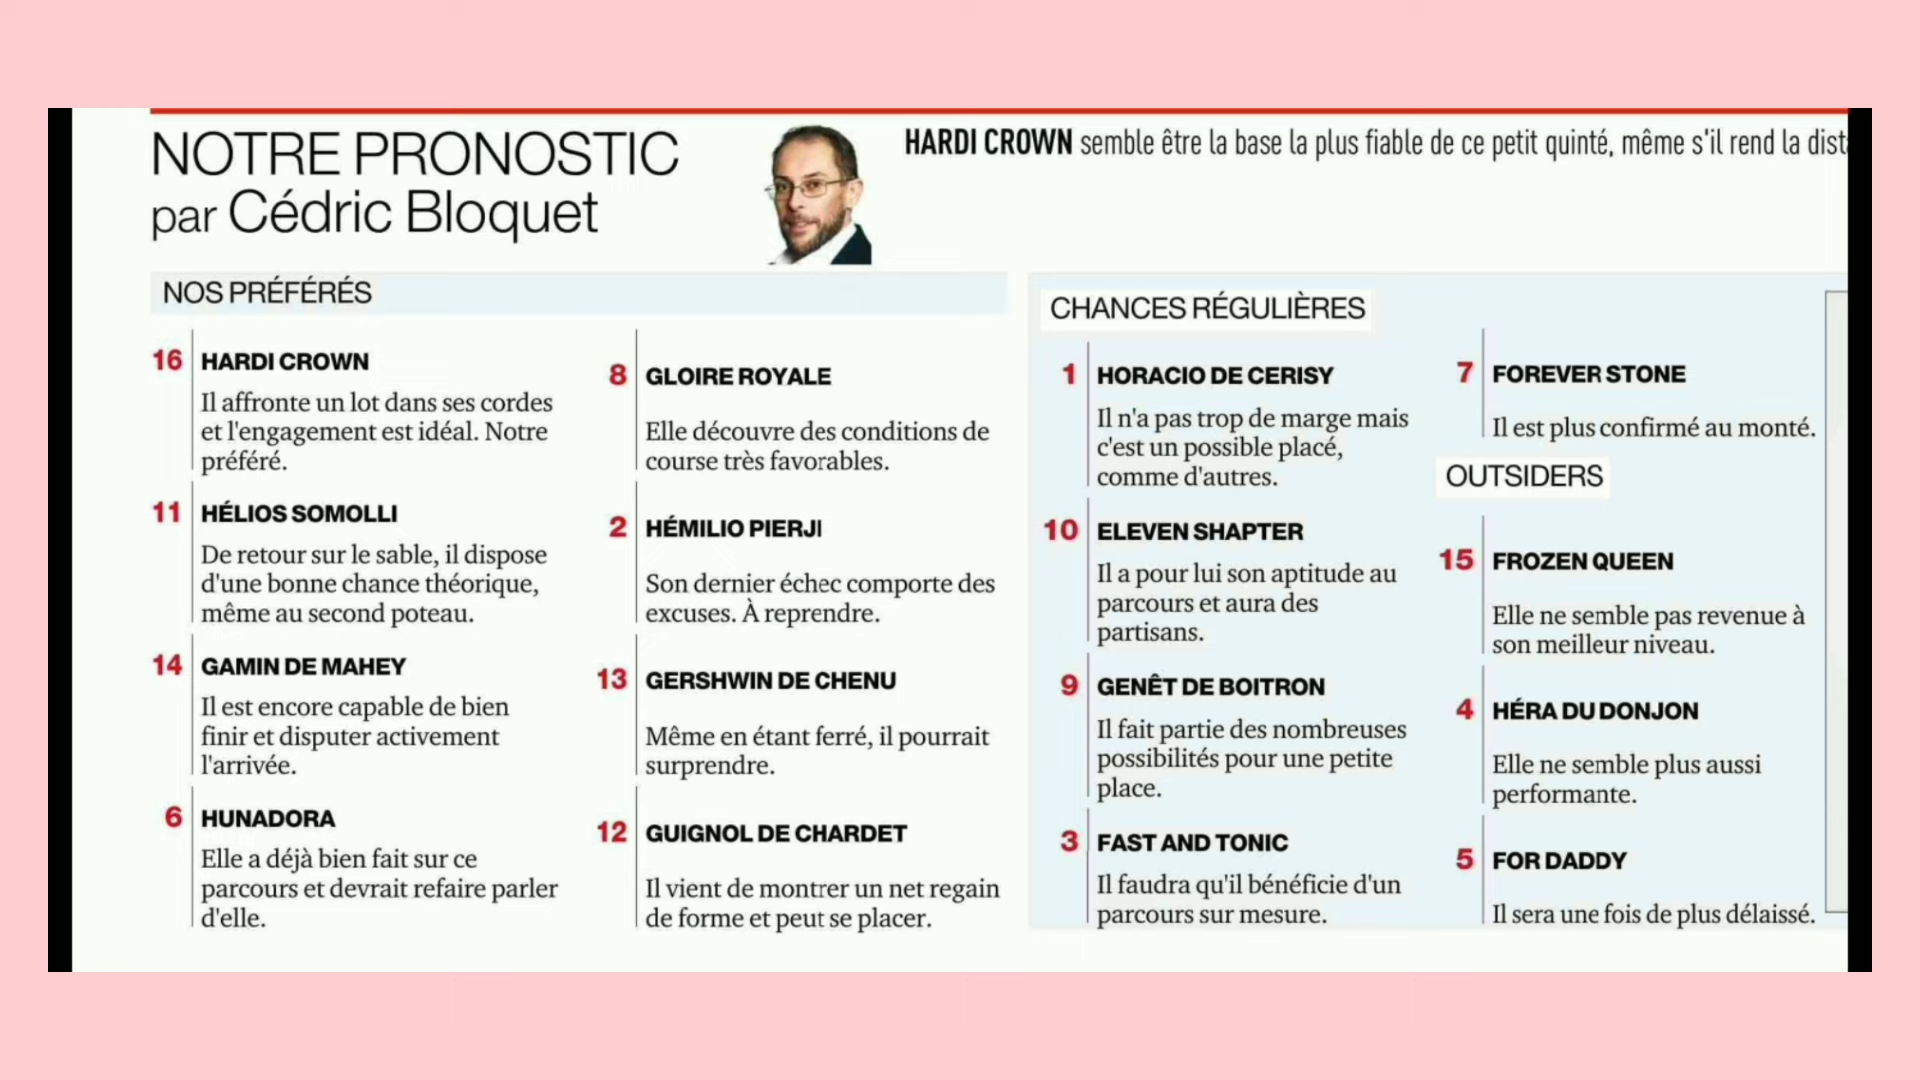 NOTRE PRONOSTIC
par Cédric Bloquet
HARDI CROWN semble être la base la plus fiable de ce petit quinté, même s'il rend la dist
NOS PRÉFÉRÉS
16 HARDI CROWN
Il affronte un lot dans ses cordes
et l'engagement est idéal. Notre
préféré.
11 HÉLIOS SOMOLLI
De retour sur le sable, il dispose
d'une bonne chance théorique,
même au second poteau.
14 GAMIN DE MAHEY
Il est encore capable de bien
finir et disputer activement
l'arrivée.
6 HUNADORA
Elle a déjà bien fait sur ce
parcours et devrait refaire parler
d'elle.
8 GLOIRE ROYALE
Elle découvre des conditions de
course très favorables.
2 HÉMILIO PIERJI
Son dernier échec comporte des
excuses. À reprendre.
13 GERSHWIN DE CHENU
Même en étant ferré, il pourrait
surprendre.
12 GUIGNOL DE CHARDET
Il vient de montrer un net regain
de forme et peut se placer.
CHANCES RÉGULIÈRES
1 HORACIO DE CERISY
Il n'a pas trop de marge mais
c'est un possible placé,
comme d'autres.
10 ELEVEN SHAPTER
Il a pour lui son aptitude au
parcours et aura des
partisans.
9 GENÊT DE BOITRON
Il fait partie des nombreuses
possibilités pour une petite
place.
3 FAST AND TONIC
Il faudra qu'il bénéficie d'un
parcours sur mesure.
7 FOREVER STONE
Il est plus confirmé au monté.
OUTSIDERS
15 FROZEN QUEEN
Elle ne semble pas revenue à
son meilleur niveau.
4 HÉRA DU DONJON
Elle ne semble plus aussi
performante.
5 FOR DADDY
Il sera une fois de plus délaissé.